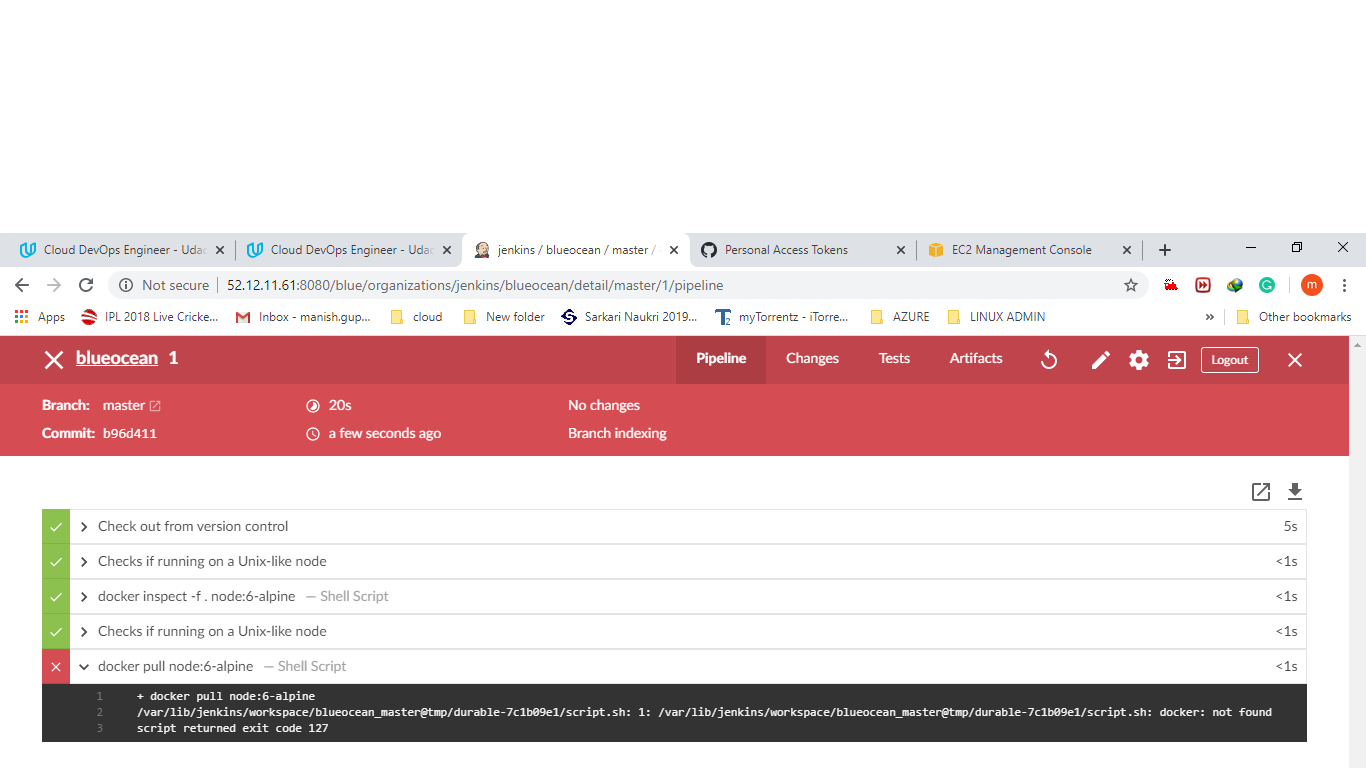 Cloud DevOps Engineer - Udac
Cloud DevOps Engineer - Udac
jenkins / blueocean / master /
Personal Access Tokens
EC2 Management Console
Not secure | 52.12.11.61:8080/blue/organizations/jenkins/blueocean/detail/master/1/pipeline
m
Apps
IPL 2018 Live Cricke...
Inbox - manish.gup...
cloud
New folder
Sarkari Naukri 2019...
myTorrentz - iTorre...
AZURE
LINUX ADMIN
»
Other bookmarks
blueocean 1
Pipeline
Changes
Tests
Artifacts
Logout
Branch: master
20s
No changes
Commit: b96d411
a few seconds ago
Branch indexing
Check out from version control 5s
Checks if running on a Unix-like node <1s
docker inspect -f . node:6-alpine — Shell Script <1s
Checks if running on a Unix-like node <1s
docker pull node:6-alpine — Shell Script <1s
1 + docker pull node:6-alpine
2 /var/lib/jenkins/workspace/blueocean_master@tmp/durable-7c1b09e1/script.sh: 1: /var/lib/jenkins/workspace/blueocean_master@tmp/durable-7c1b09e1/script.sh: docker: not found
3 script returned exit code 127